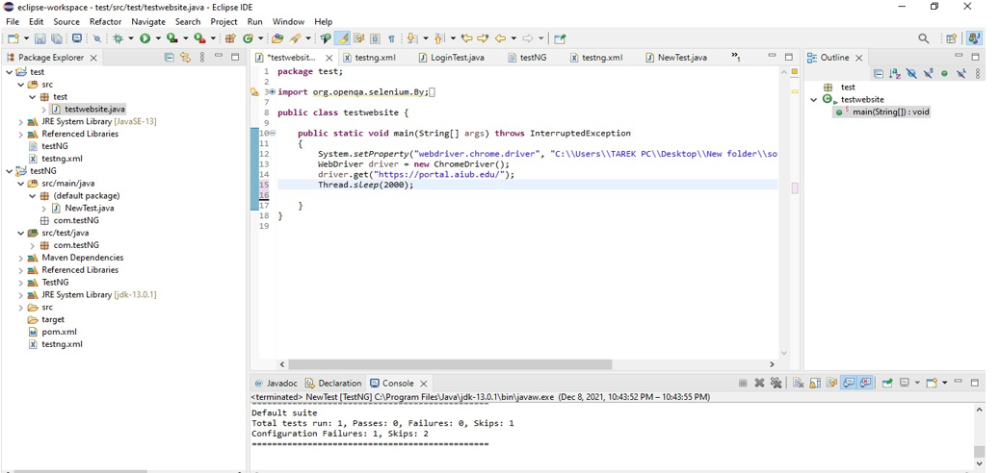 eclipse-workspace - test/src/test/testwebsite.java - Eclipse IDE
File Edit Source Refactor Navigate Search Project Run Window Help
Package Explorer
*testwebsit... testng.xml LoginTest.java testNG testng.xml NewTest.java »1
Outline
test
src
test
testwebsite.java
JRE System Library [JavaSE-13]
Referenced Libraries
testNG
testng.xml
testNG
src/main/java
(default package)
NewTest.java
com.testNG
src/test/java
com.testNG
Maven Dependencies
Referenced Libraries
TestNG
JRE System Library [jdk-13.0.1]
src
target
pom.xml
testng.xml
1 package test;
2
3 import org.openqa.selenium.By;
7
8 public class testwebsite {
9
10 public static void main(String[] args) throws InterruptedException
11 {
12 System.setProperty("webdriver.chrome.driver", "C:\\Users\\TAREK PC\\Desktop\\New folder\\so
13 WebDriver driver = new ChromeDriver();
14 driver.get("https://portal.aiub.edu/");
15 Thread.sleep(2000);
16
17 }
18 }
19
test
testwebsite
main(String[]) : void
@ Javadoc Declaration Console
<terminated> NewTest [TestNG] C:\Program Files\Java\jdk-13.0.1\bin\javaw.exe (Dec 8, 2021, 10:43:52 PM – 10:43:55 PM)
===============================================
Default suite
Total tests run: 1, Passes: 0, Failures: 0, Skips: 1
Configuration Failures: 1, Skips: 2
===============================================